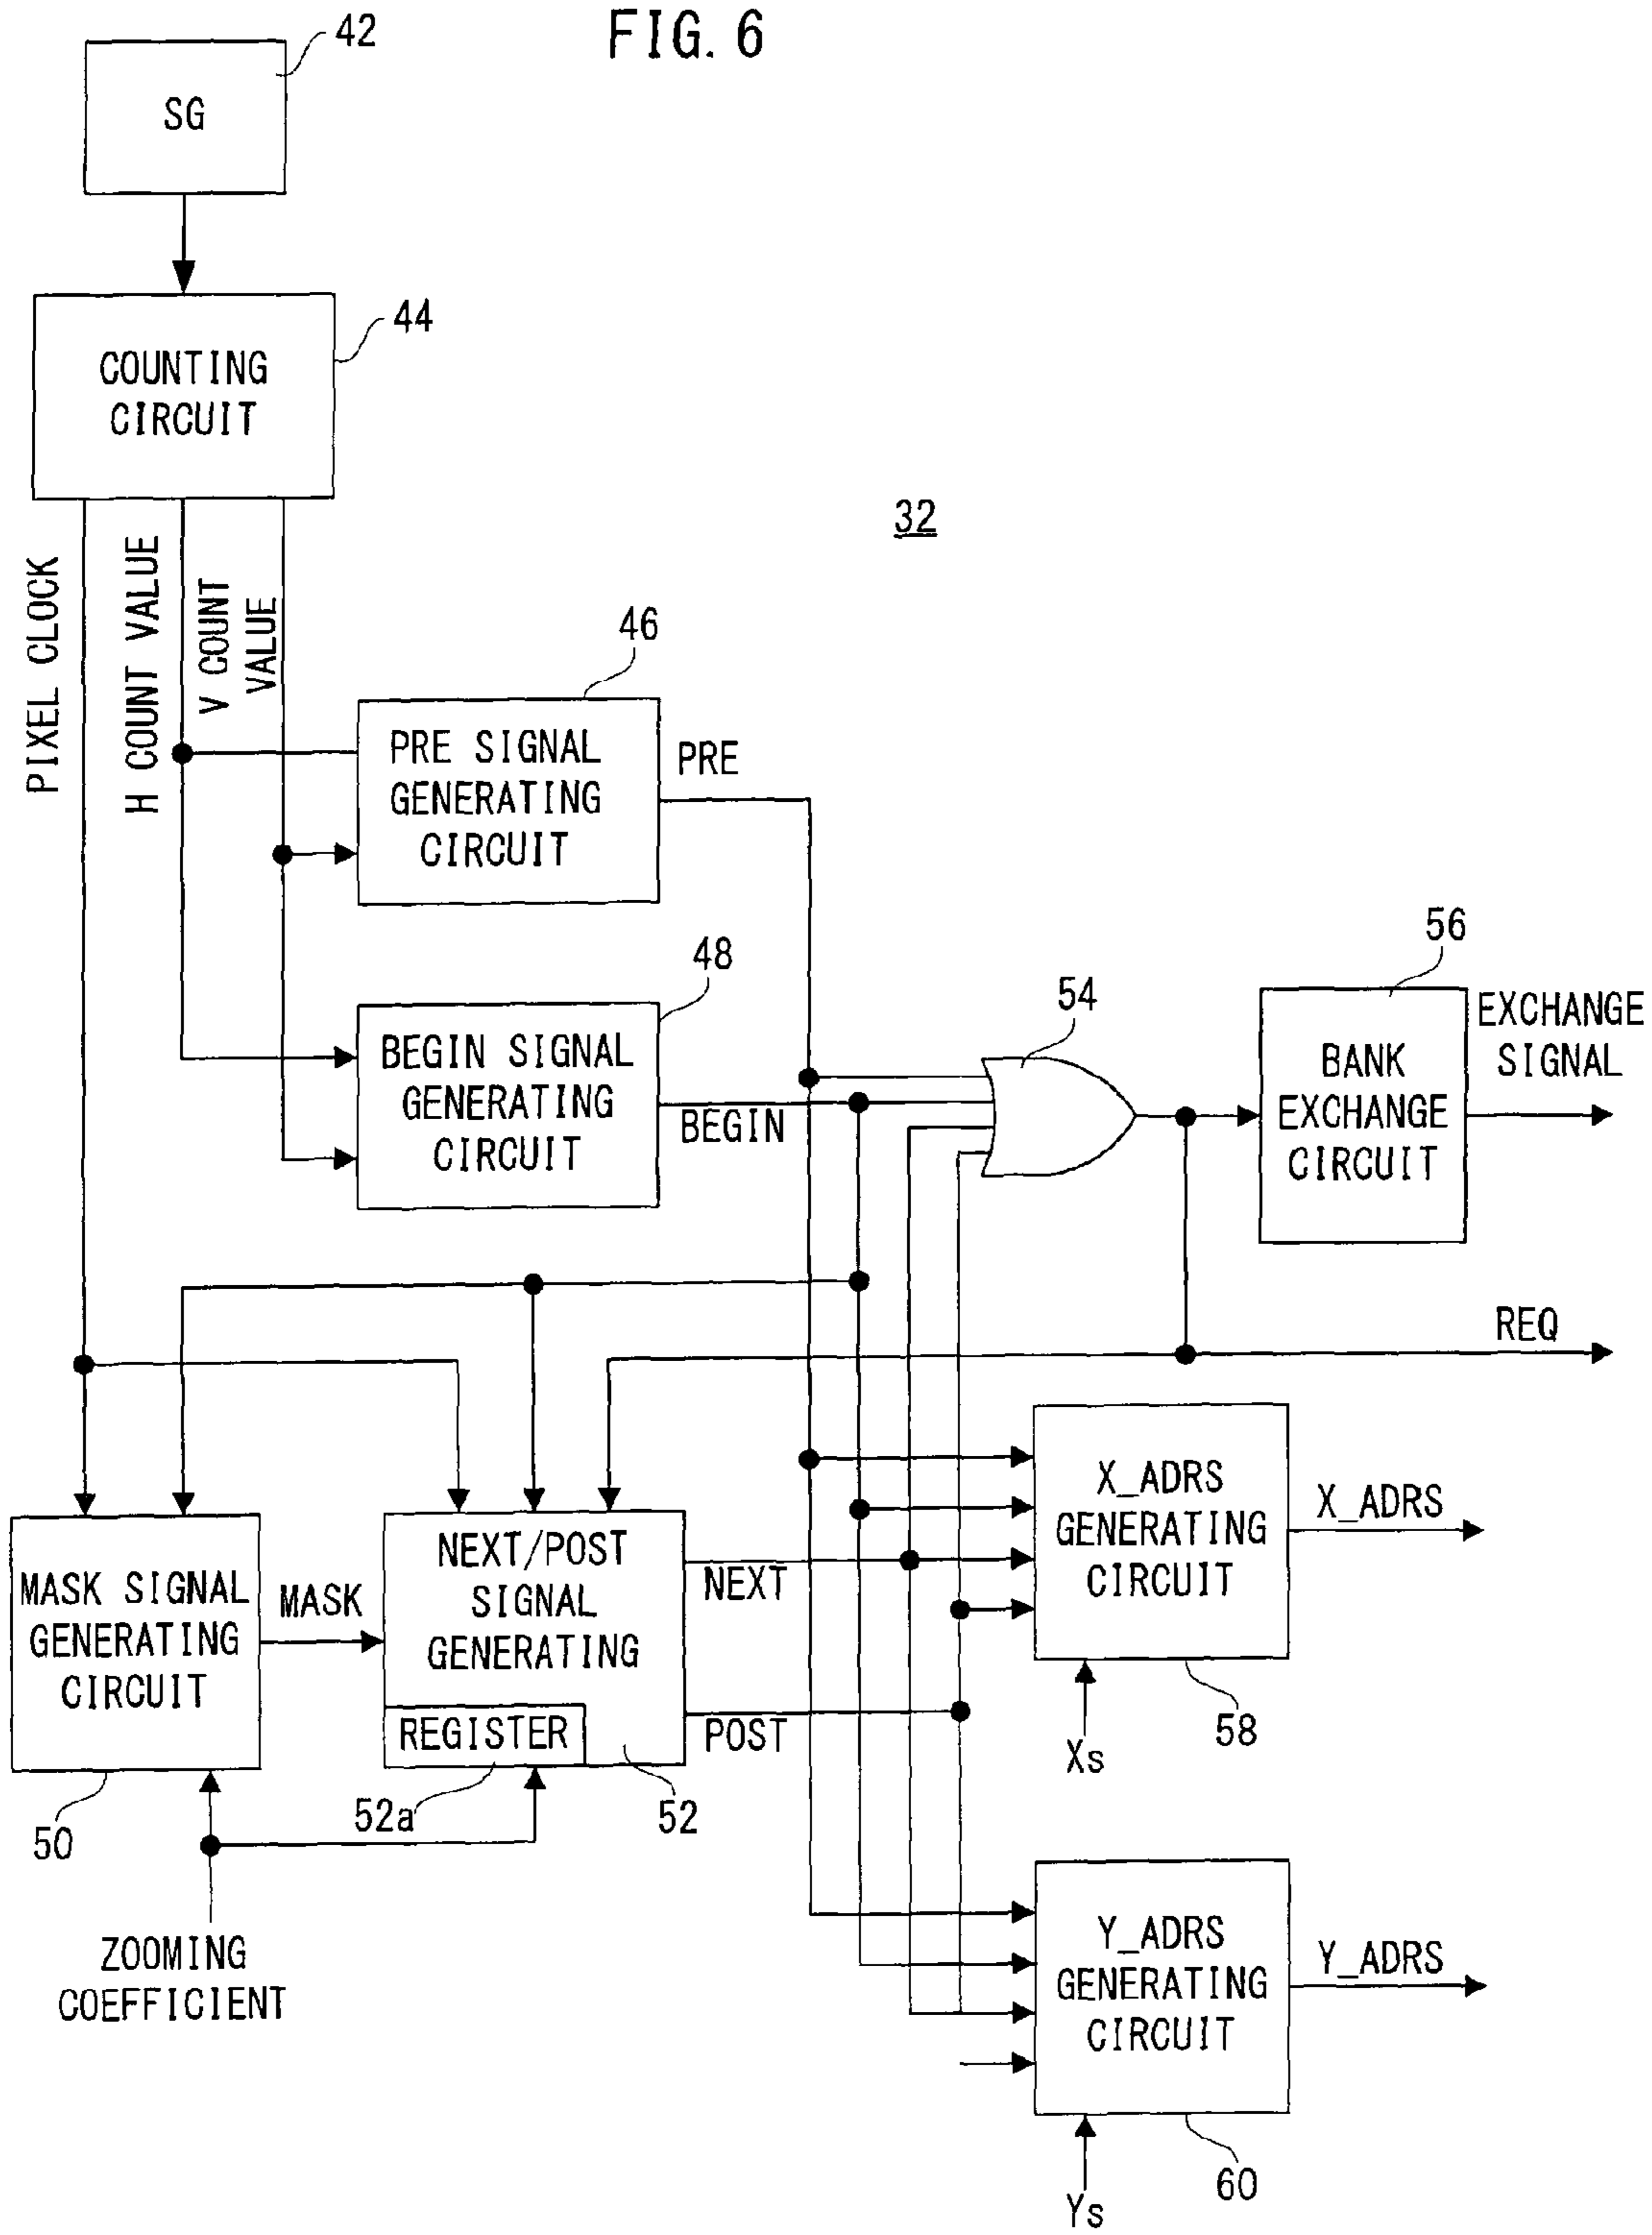 FIG. 6
42
SG
44
COUNTING
CIRCUIT
32
PIXEL CLOCK
H COUNT VALUE
V COUNT
VALUE
46
PRE SIGNAL
GENERATING
CIRCUIT
PRE
48
BEGIN SIGNAL
GENERATING
CIRCUIT
BEGIN
54
56
BANK
EXCHANGE
CIRCUIT
EXCHANGE
SIGNAL
REQ
MASK SIGNAL
GENERATING
CIRCUIT
50
MASK
NEXT/POST
SIGNAL
GENERATING
REGISTER
52a
52
NEXT
POST
X_ADRS
GENERATING
CIRCUIT
X_ADRS
58
Xs
ZOOMING
COEFFICIENT
Y_ADRS
GENERATING
CIRCUIT
Y_ADRS
60
Ys